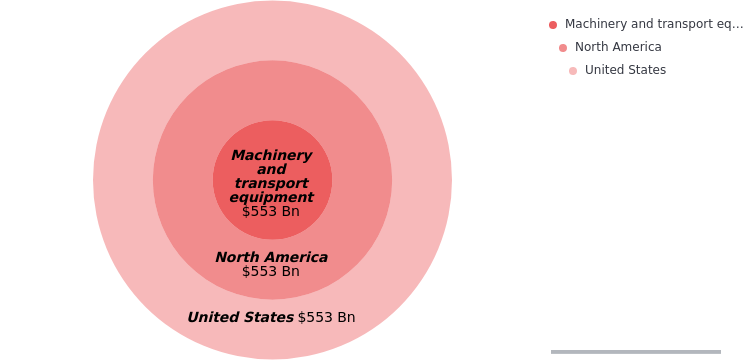 Machinery
and
transport
equipment
$553 Bn
North America
$553 Bn
United States $553 Bn
Machinery and transport eq…
North America
United States